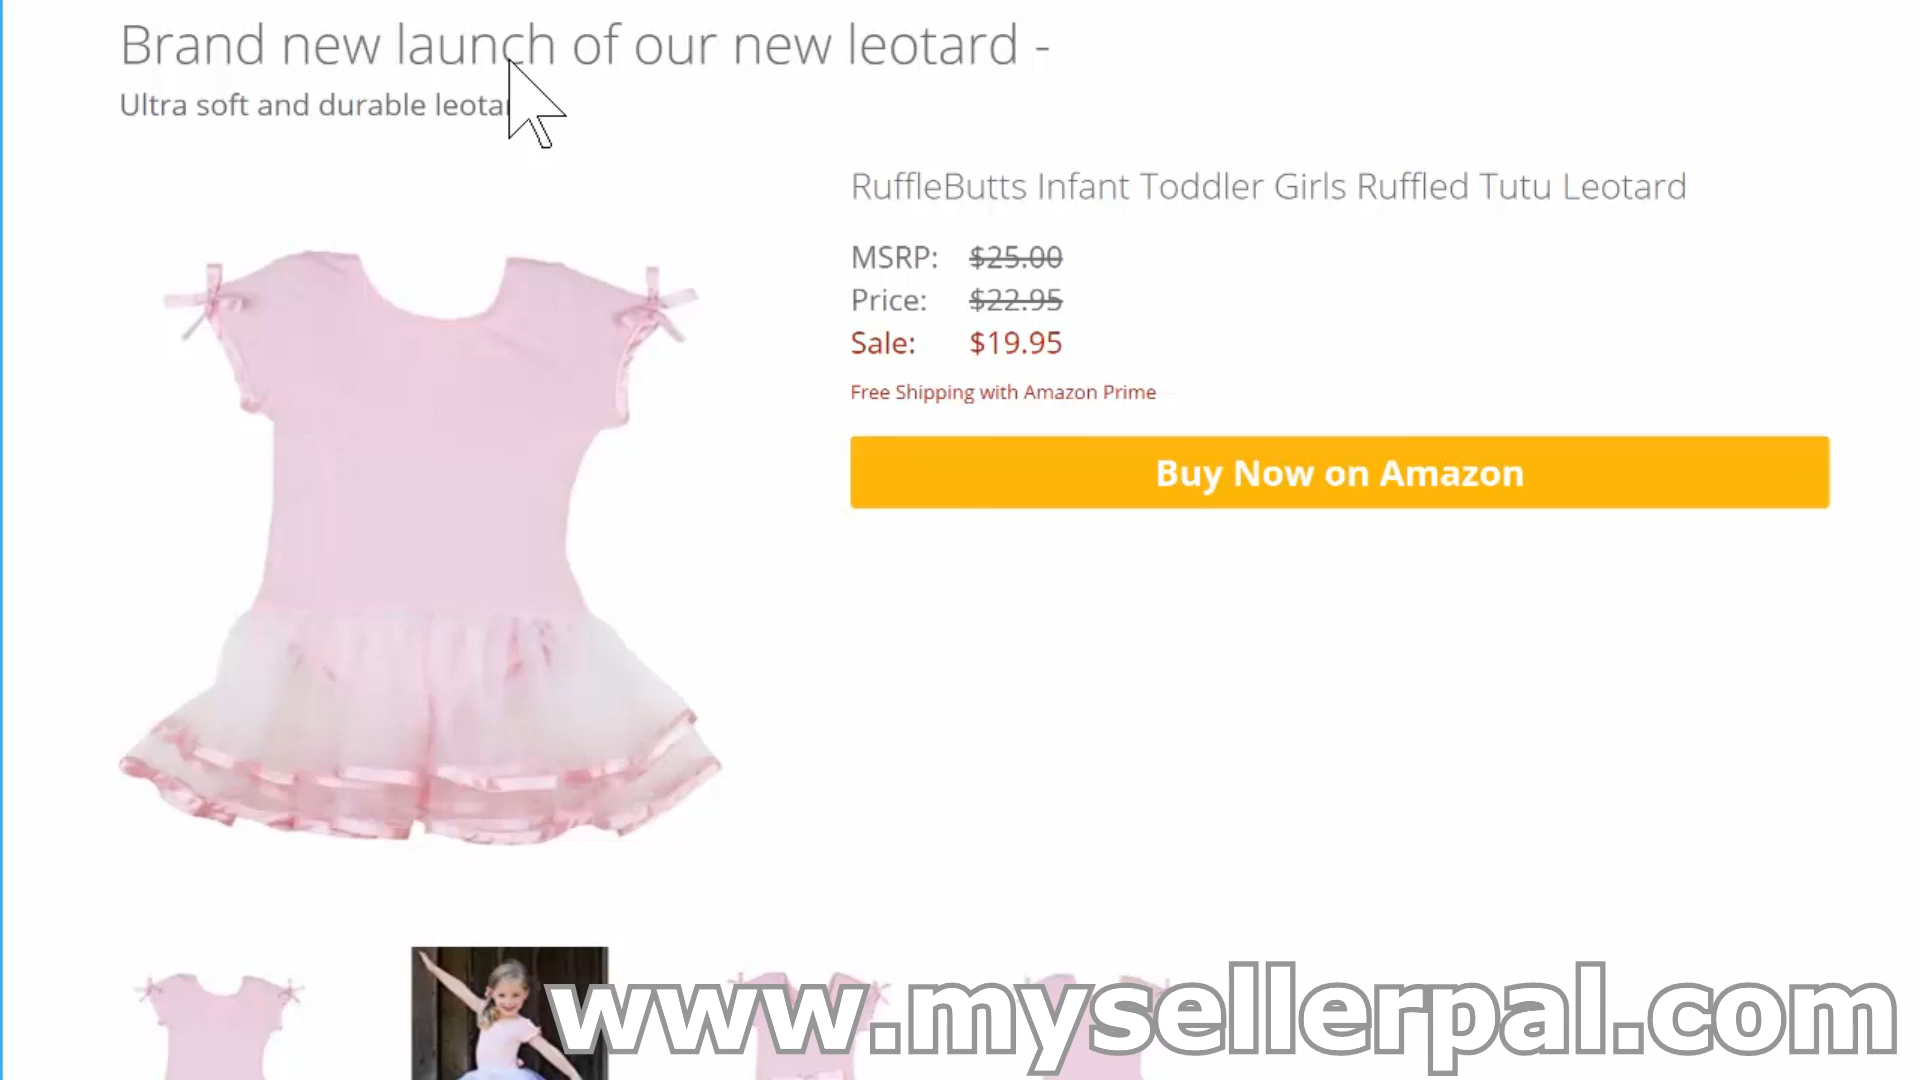 Brand new launch of our new leotard -
Ultra soft and durable
RuffleButts Infant Toddler Girls Ruffled Tutu Leotard
MSRP: $25.00
Price: $22.95
Sale: $19.95
Free Shipping with Amazon Prime
Buy Now on Amazon
www.mysellerpal.com